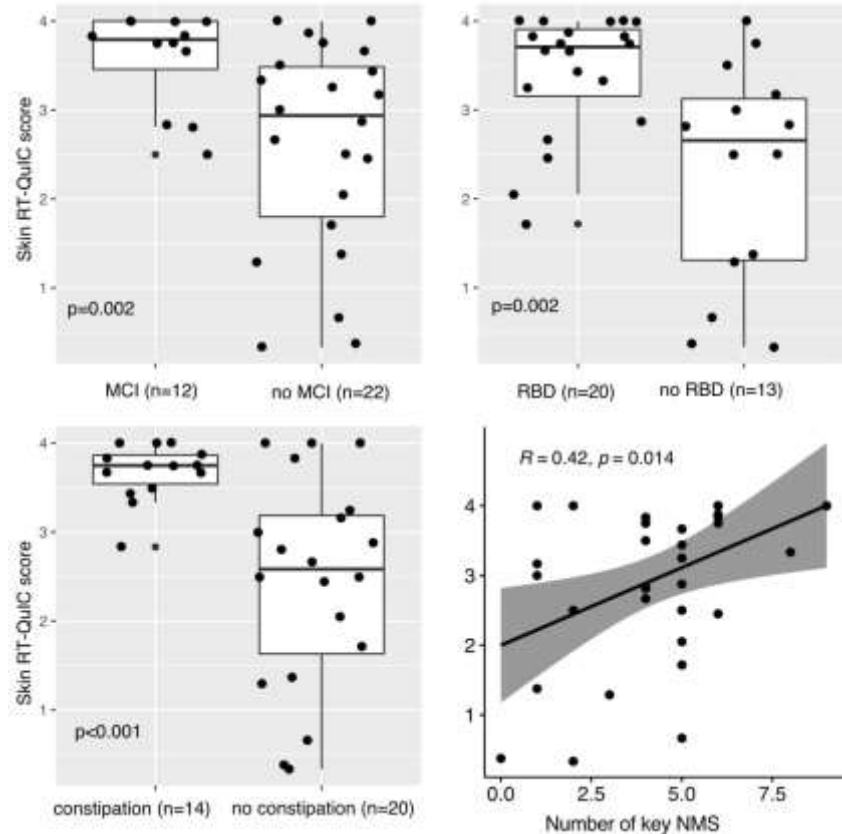 Skin RT-QuIC score
4
3
2
1
p=0.002
MCI (n=12)
no MCI (n=22)
4
3
2
1
p=0.002
RBD (n=20)
no RBD (n=13)
Skin RT-QuIC score
4
3
2
1
p<0.001
constipation (n=14)
no constipation (n=20)
R = 0.42, p = 0.014
4
3
2
1
0.0
2.5
5.0
7.5
Number of key NMS